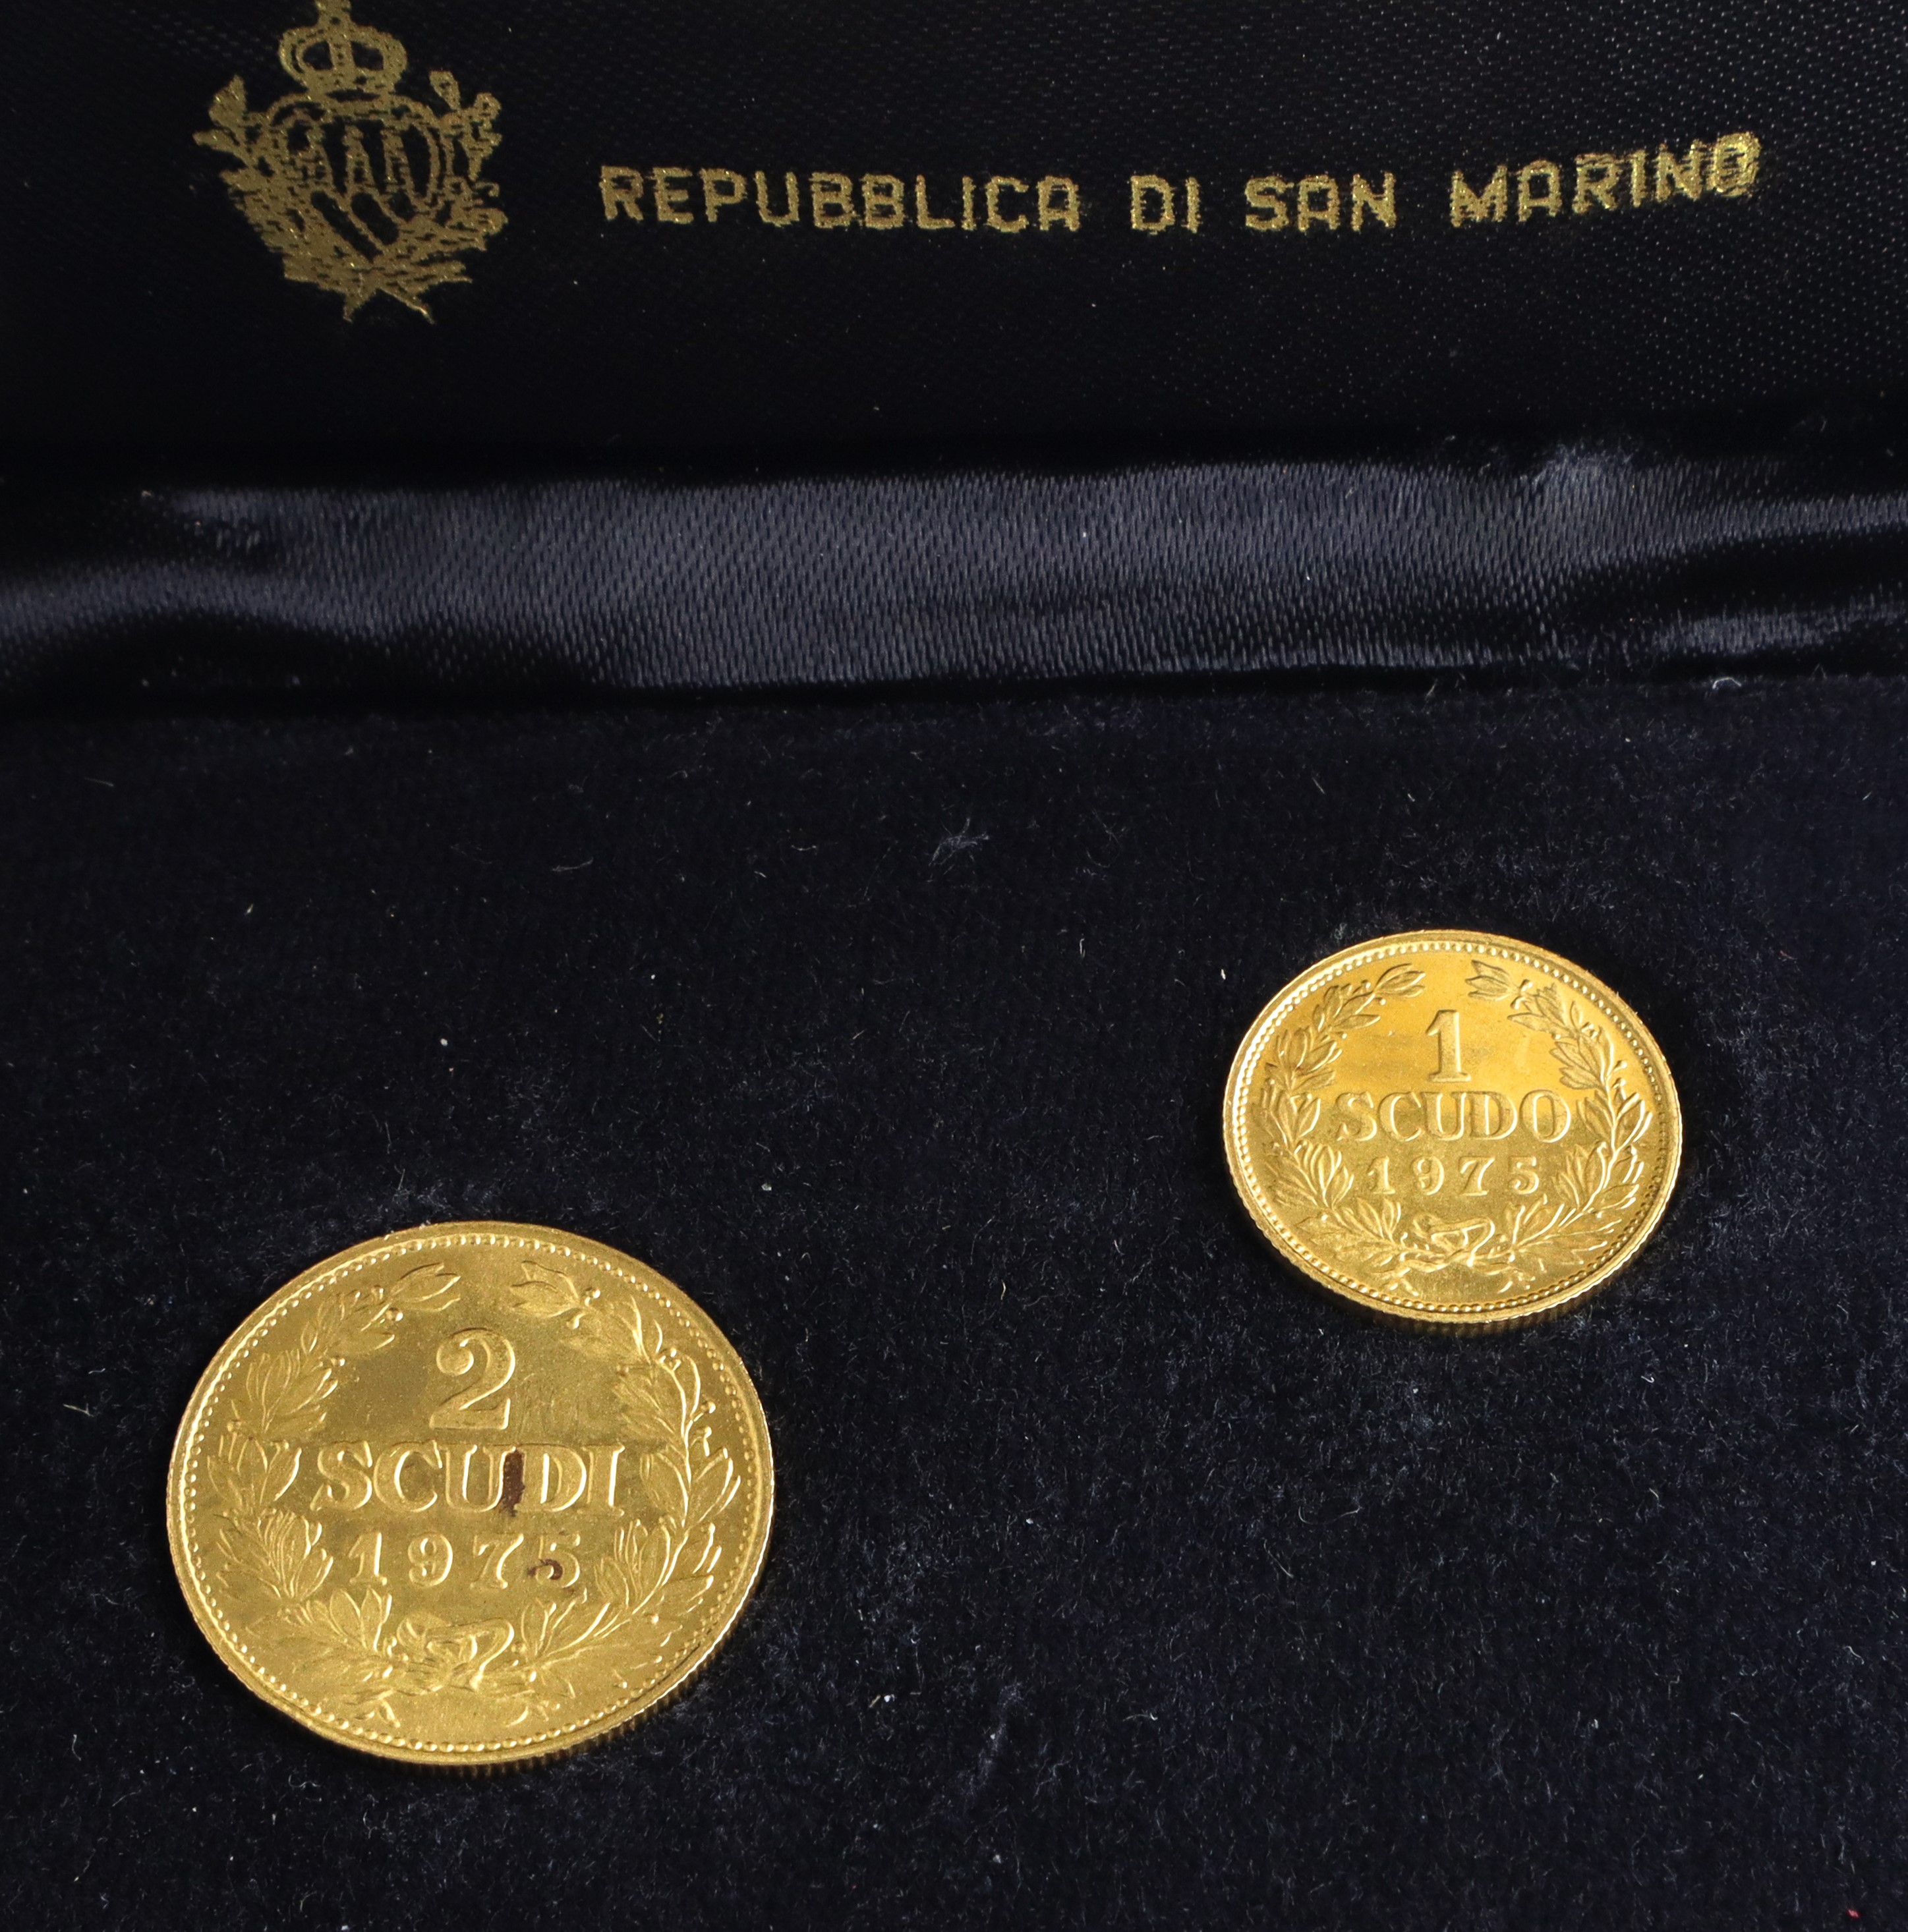 REPUBBLICA DI SAN MARINO
1
SCUDO
1975
2
SCUDI
1975